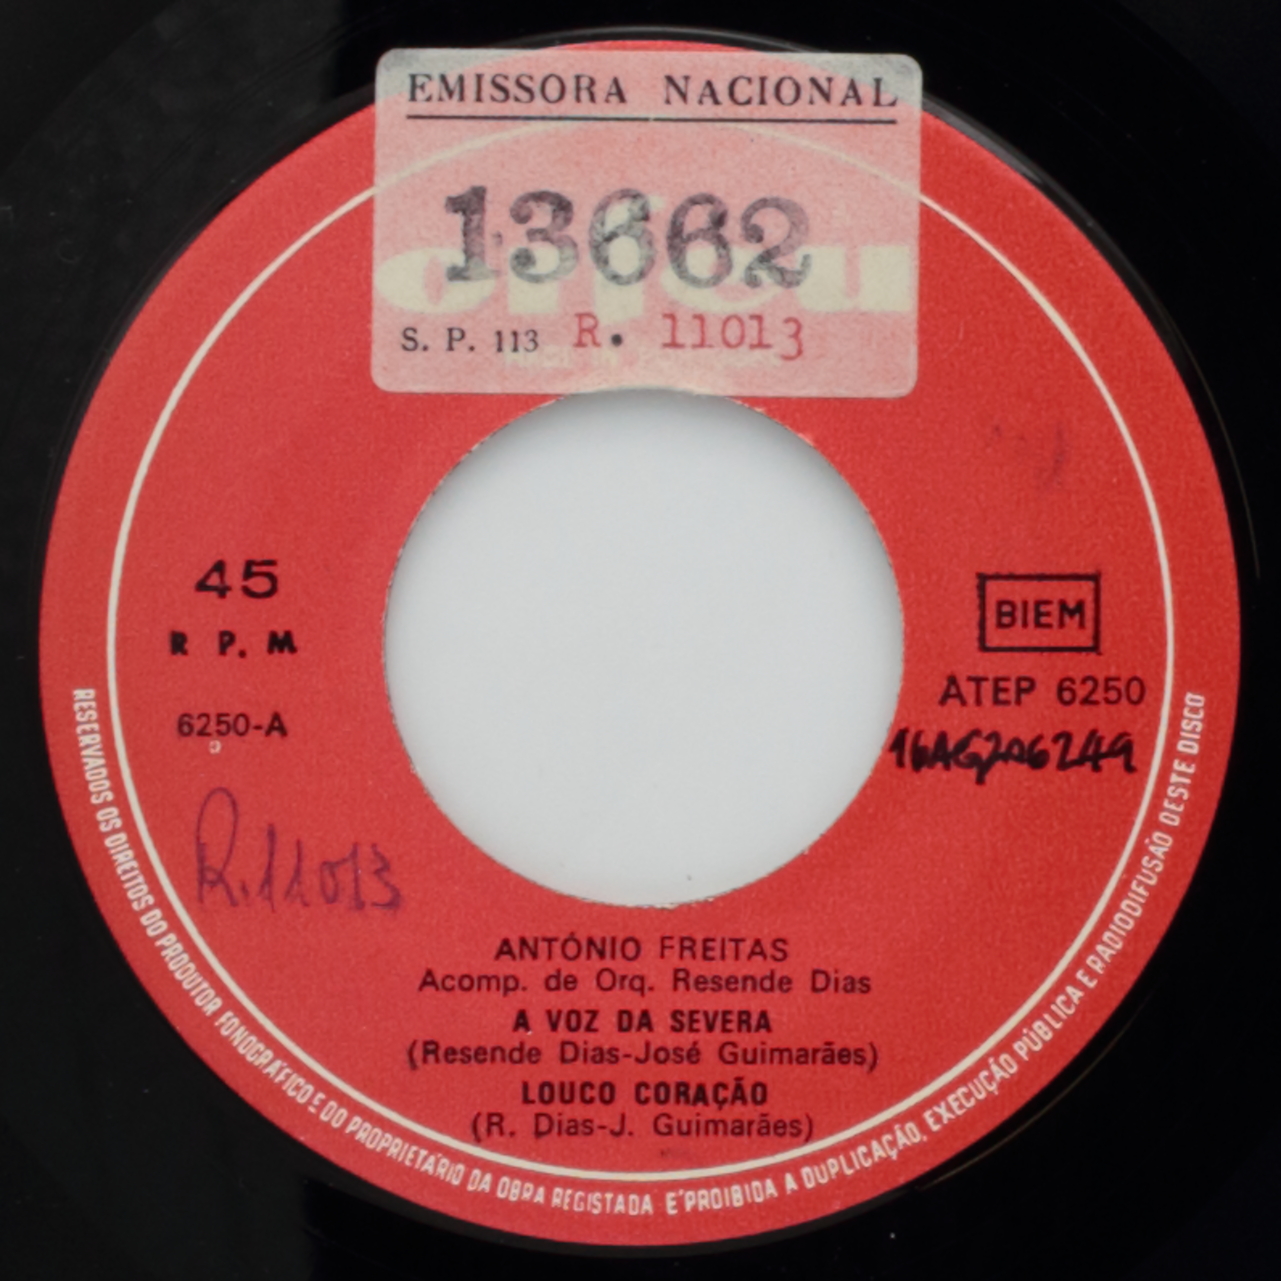 EMISSORA NACIONAL
13662
orfeu
S. P. 113 R. 11013
45
R P. M
6250-A
R.11013
BIEM
ATEP 6250
ANTÓNIO FREITAS
Acomp. de Orq. Resende Dias
A VOZ DA SEVERA
(Resende Dias-José Guimarães)
LOUCO CORAÇÃO
(R. Dias-J. Guimarães)
RESERVADOS OS DIREITOS DO PRODUTOR FONOGRÁFICO E DO PROPRIETÁRIO DA OBRA REGISTADA E'PROIBIDA A DUPLICAÇÃO, EXECUÇÃO PÚBLICA E RADIODIFUSÃO DESTE DISCO